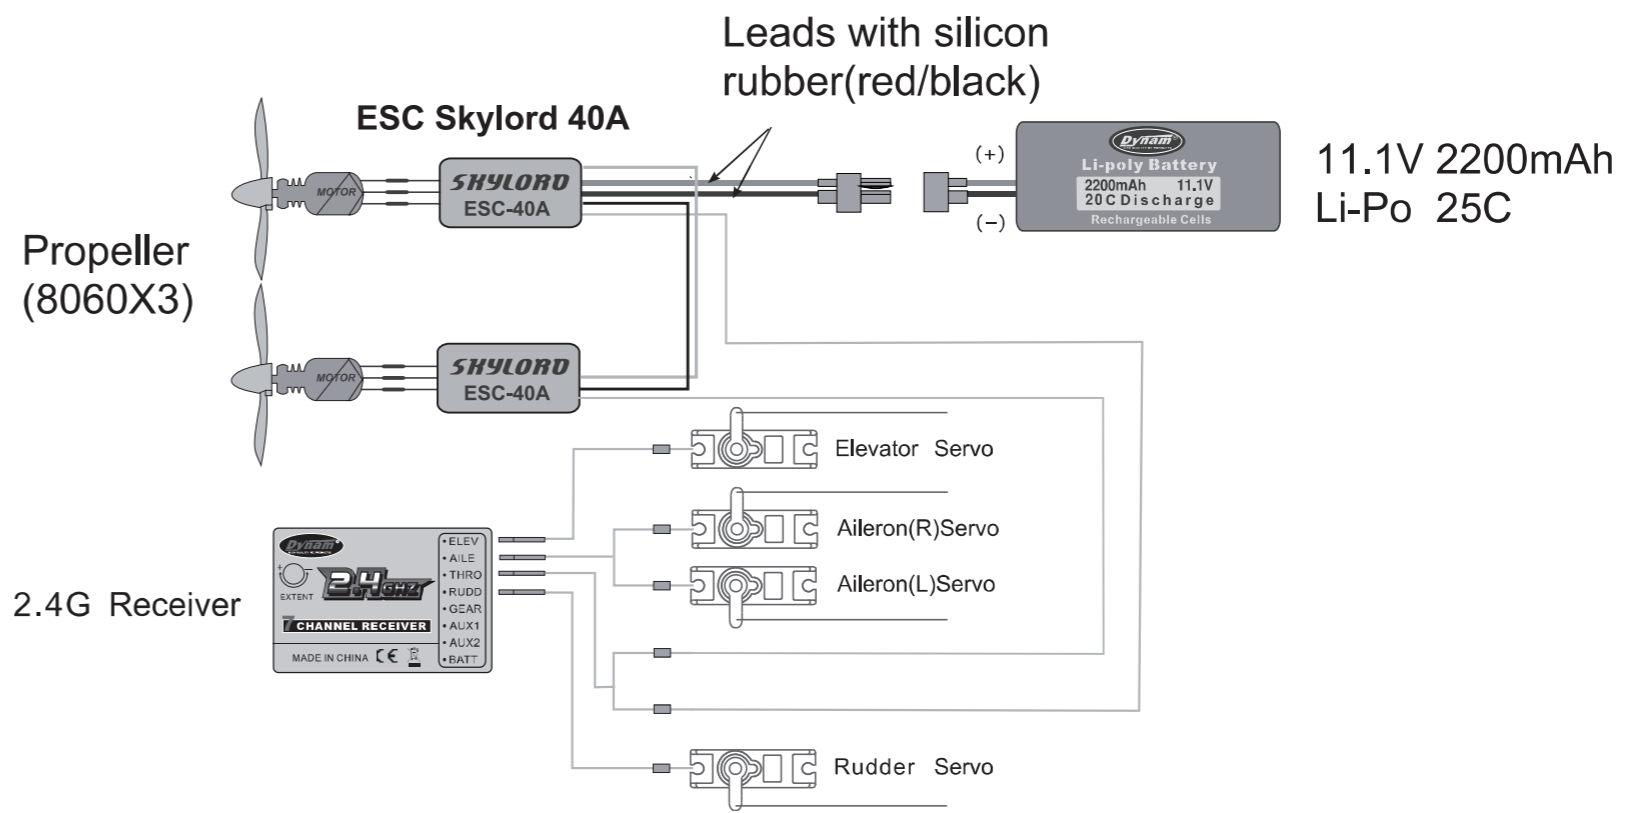 Leads with silicon
rubber(red/black)
ESC Skylord 40A
Propeller
(8060X3)
MOTOR
SKYLORD
ESC-40A
(+)
(−)
Dynam
Li-poly Battery
2200mAh 11.1V
20C Discharge
Rechargeable Cells
11.1V 2200mAh
Li-Po 25C
MOTOR
SKYLORD
ESC-40A
Elevator Servo
Aileron(R)Servo
Aileron(L)Servo
Rudder Servo
2.4G Receiver
Dynam
+
EXTENT
2.4GHZ
7 CHANNEL RECEIVER
MADE IN CHINA CE
• ELEV
• AILE
• THRO
• RUDD
• GEAR
• AUX1
• AUX2
• BATT